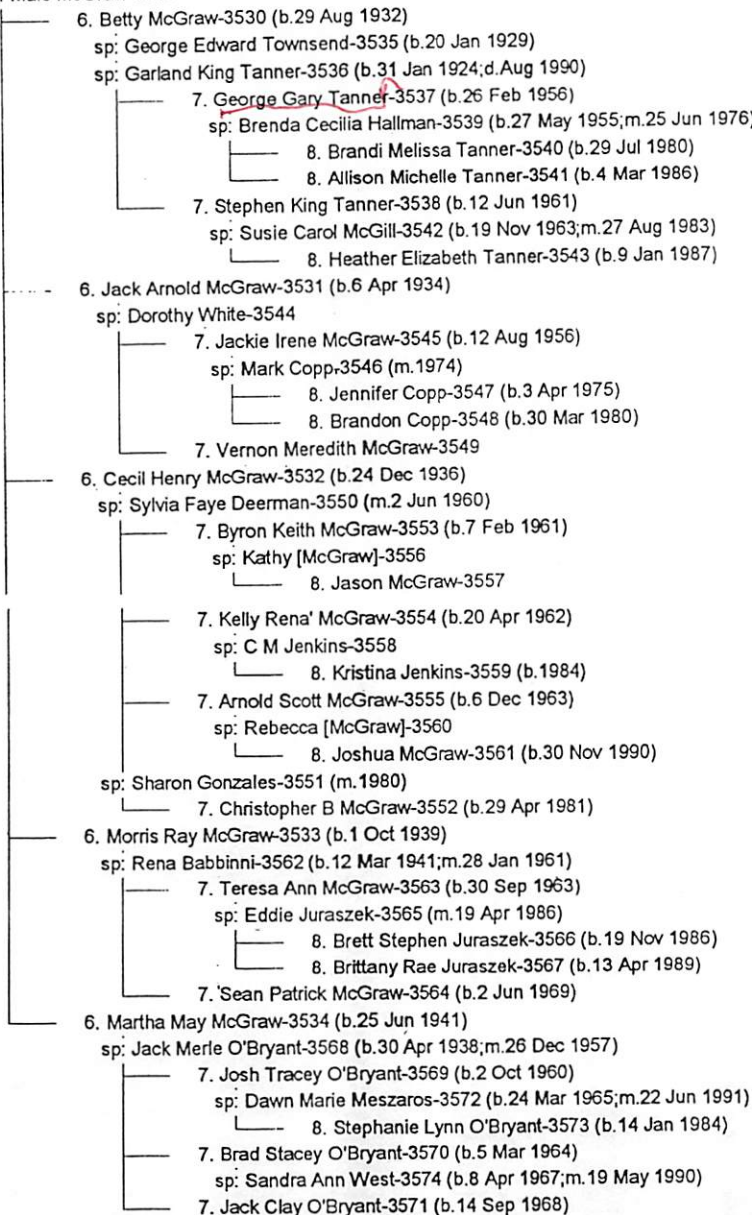 6. Betty McGraw-3530 (b.29 Aug 1932)
sp: George Edward Townsend-3535 (b.20 Jan 1929)
sp: Garland King Tanner-3536 (b.31 Jan 1924;d.Aug 1990)
7. George Gary Tanner-3537 (b.26 Feb 1956)
sp: Brenda Cecilia Hallman-3539 (b.27 May 1955;m.25 Jun 1976)
8. Brandi Melissa Tanner-3540 (b.29 Jul 1980)
8. Allison Michelle Tanner-3541 (b.4 Mar 1986)
7. Stephen King Tanner-3538 (b.12 Jun 1961)
sp: Susie Carol McGill-3542 (b.19 Nov 1963;m.27 Aug 1983)
8. Heather Elizabeth Tanner-3543 (b.9 Jan 1987)
6. Jack Arnold McGraw-3531 (b.6 Apr 1934)
sp: Dorothy White-3544
7. Jackie Irene McGraw-3545 (b.12 Aug 1956)
sp: Mark Copp-3546 (m.1974)
8. Jennifer Copp-3547 (b.3 Apr 1975)
8. Brandon Copp-3548 (b.30 Mar 1980)
7. Vernon Meredith McGraw-3549
6. Cecil Henry McGraw-3532 (b.24 Dec 1936)
sp: Sylvia Faye Deerman-3550 (m.2 Jun 1960)
7. Byron Keith McGraw-3553 (b.7 Feb 1961)
sp: Kathy [McGraw]-3556
8. Jason McGraw-3557
7. Kelly Rena' McGraw-3554 (b.20 Apr 1962)
sp: C M Jenkins-3558
8. Kristina Jenkins-3559 (b.1984)
7. Arnold Scott McGraw-3555 (b.6 Dec 1963)
sp: Rebecca [McGraw]-3560
8. Joshua McGraw-3561 (b.30 Nov 1990)
sp: Sharon Gonzales-3551 (m.1980)
7. Christopher B McGraw-3552 (b.29 Apr 1981)
6. Morris Ray McGraw-3533 (b.1 Oct 1939)
sp: Rena Babbinni-3562 (b.12 Mar 1941;m.28 Jan 1961)
7. Teresa Ann McGraw-3563 (b.30 Sep 1963)
sp: Eddie Juraszek-3565 (m.19 Apr 1986)
8. Brett Stephen Juraszek-3566 (b.19 Nov 1986)
8. Brittany Rae Juraszek-3567 (b.13 Apr 1989)
7. Sean Patrick McGraw-3564 (b.2 Jun 1969)
6. Martha May McGraw-3534 (b.25 Jun 1941)
sp: Jack Merle O'Bryant-3568 (b.30 Apr 1938;m.26 Dec 1957)
7. Josh Tracey O'Bryant-3569 (b.2 Oct 1960)
sp: Dawn Marie Meszaros-3572 (b.24 Mar 1965;m.22 Jun 1991)
8. Stephanie Lynn O'Bryant-3573 (b.14 Jan 1984)
7. Brad Stacey O'Bryant-3570 (b.5 Mar 1964)
sp: Sandra Ann West-3574 (b.8 Apr 1967;m.19 May 1990)
7. Jack Clay O'Bryant-3571 (b.14 Sep 1968)